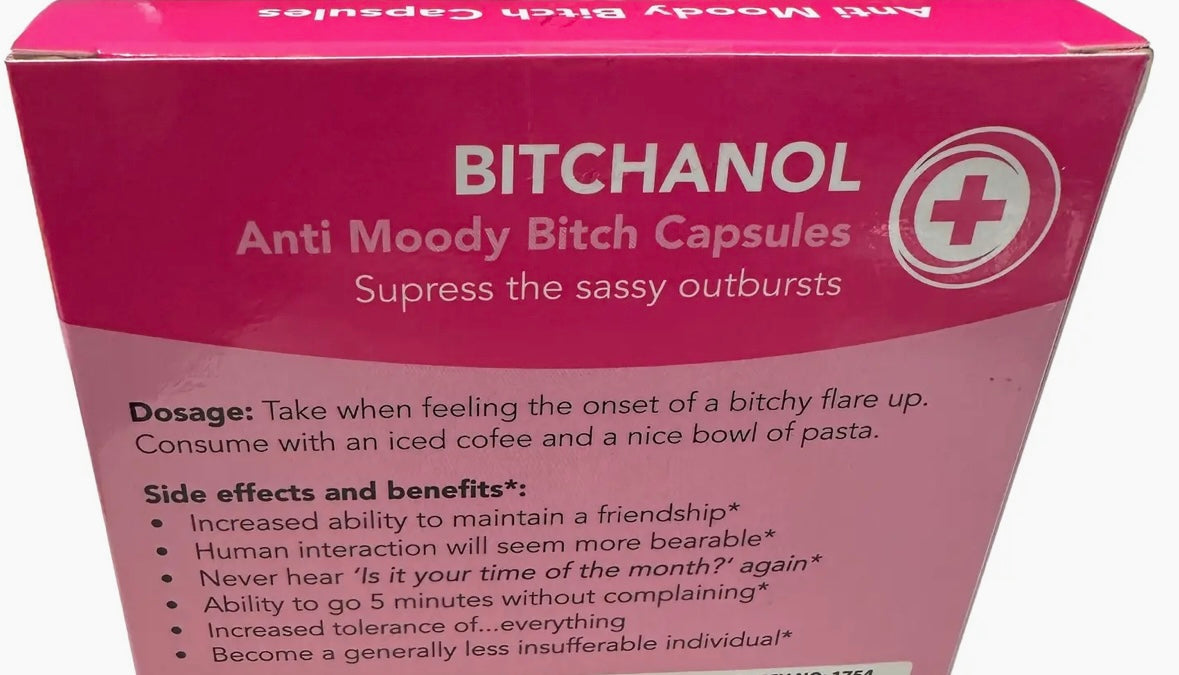 Anti Moody Bitch Capsules
BITCHANOL
Anti Moody Bitch Capsules
Supress the sassy outbursts
Dosage: Take when feeling the onset of a bitchy flare up.
Consume with an iced cofee and a nice bowl of pasta.
Side effects and benefits*:
• Increased ability to maintain a friendship*
• Human interaction will seem more bearable*
• Never hear ‘Is it your time of the month?‘ again*
• Ability to go 5 minutes without complaining*
• Increased tolerance of...everything
• Become a generally less insufferable individual*
NO: 1754